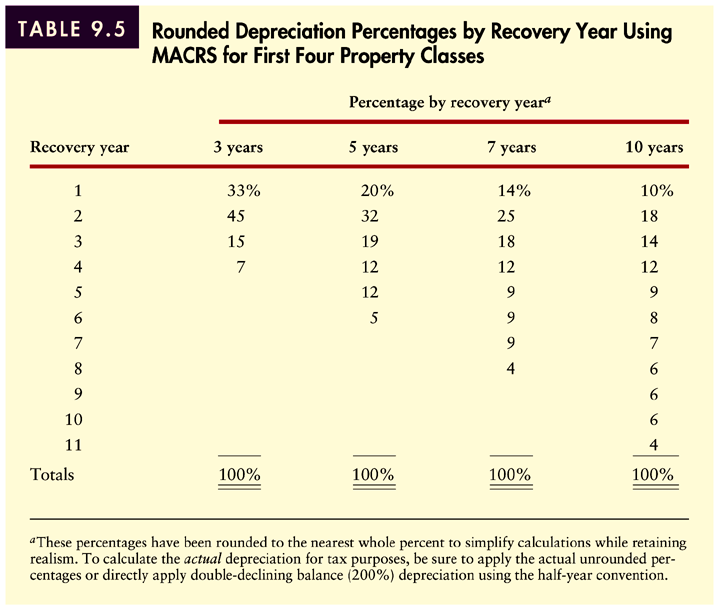 TABLE 9.5 Rounded Depreciation Percentages by Recovery Year Using
MACRS for First Four Property Classes
Percentage by recovery yearᵃ
Recovery year 3 years 5 years 7 years 10 years
1 33% 20% 14% 10%
2 45 32 25 18
3 15 19 18 14
4 7 12 12 12
5 12 9 9
6 5 9 8
7 9 7
8 4 6
9 6
10 6
11 4
Totals 100% 100% 100% 100%
ᵃThese percentages have been rounded to the nearest whole percent to simplify calculations while retaining
realism. To calculate the actual depreciation for tax purposes, be sure to apply the actual unrounded per-
centages or directly apply double-declining balance (200%) depreciation using the half-year convention.